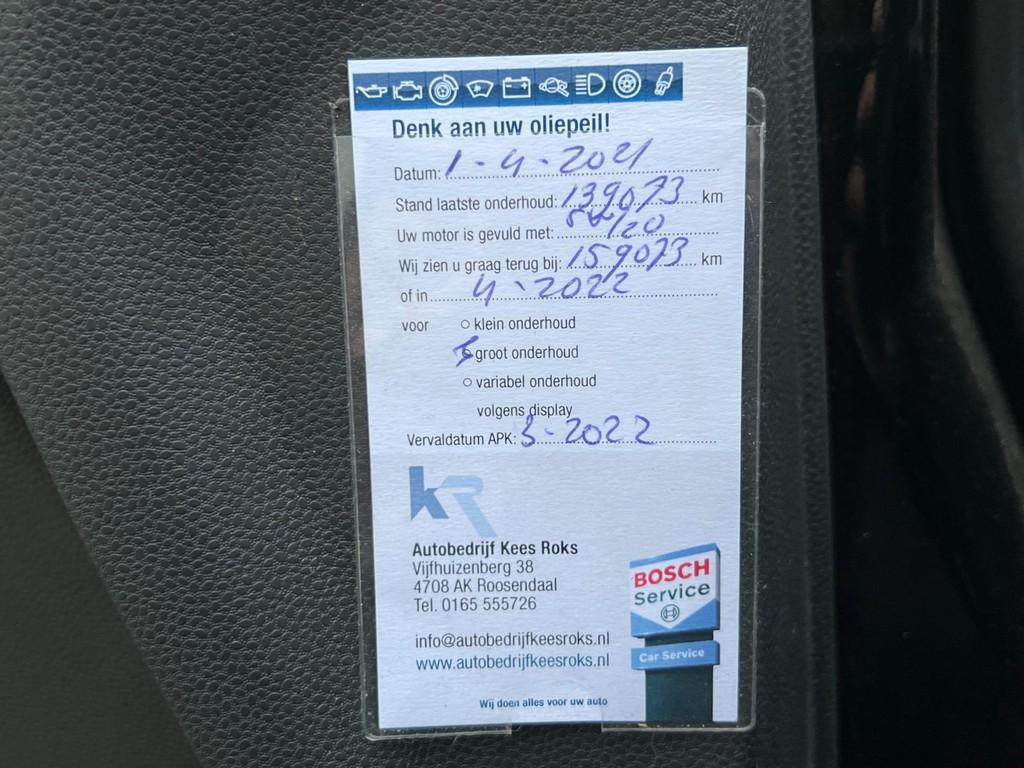 Denk aan uw oliepeil!
Datum: 1-4-2021
Stand laatste onderhoud: 139073 km
Uw motor is gevuld met: 5W/20
Wij zien u graag terug bij: 159073 km
of in 4-2022
voor klein onderhoud
groot onderhoud
variabel onderhoud
volgens display
Vervaldatum APK: 3-2022
kR
Autobedrijf Kees Roks
Vijfhuizenberg 38
4708 AK Roosendaal
Tel. 0165 555726
info@autobedrijfkeesroks.nl
www.autobedrijfkeesroks.nl
BOSCH
Service
Car Service
Wij doen alles voor uw auto